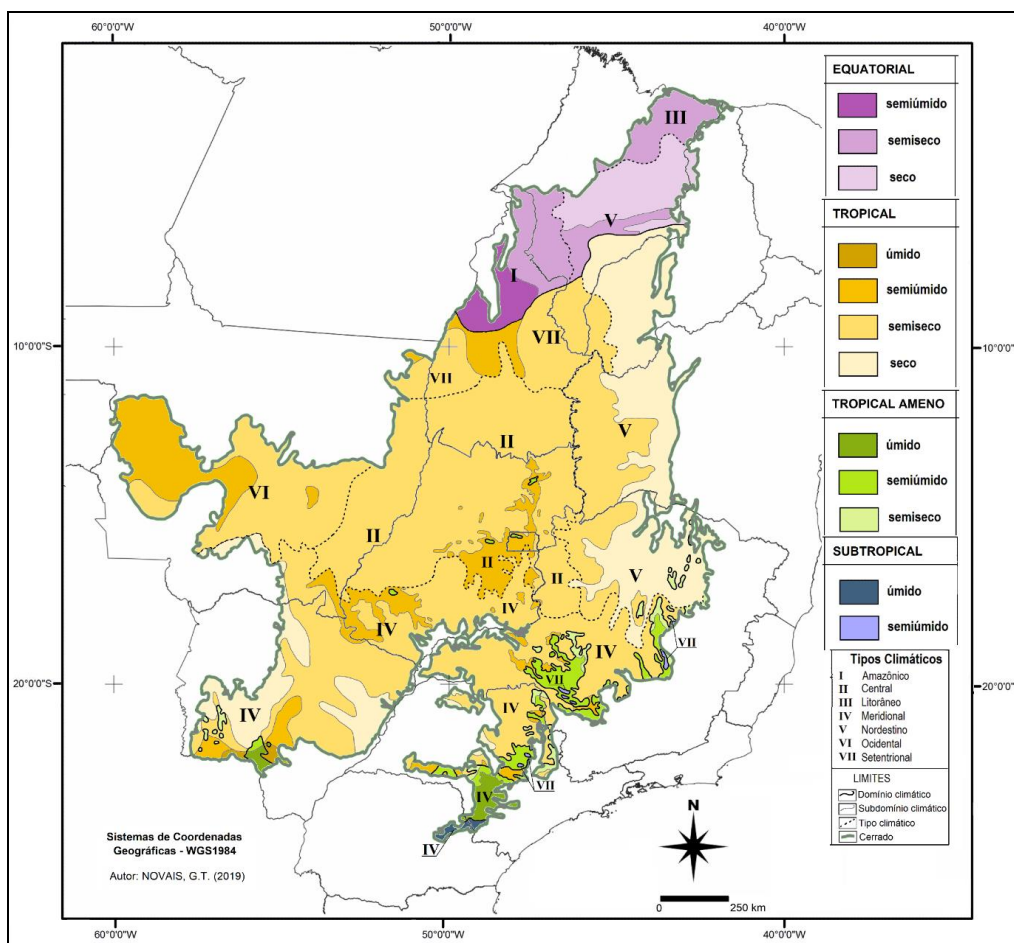 60°0'0"W 50°0'0"W 40°0'0"W
EQUATORIAL
semiúmido
semiseco
seco
TROPICAL
úmido
semiúmido
semiseco
seco
TROPICAL AMENO
úmido
semiúmido
semiseco
SUBTROPICAL
úmido
semiúmido
Tipos Climáticos
I Amazônico
II Central
III Litorâneo
IV Meridional
V Nordestino
VI Ocidental
VII Setentrional
LIMITES
Domínio climático
Subdomínio climático
Tipo climático
Cerrado
III
V
I
10°0'0"S VII 10°0'0"S
VII
II V
VI
II
II II V
IV
IV IV VII
VII
20°0'0"S IV IV 20°0'0"S
VII
IV
IV
N
Sistemas de Coordenadas
Geográficas - WGS1984
Autor: NOVAIS, G.T. (2019)
0 250 km
60°0'0"W 50°0'0"W 40°0'0"W